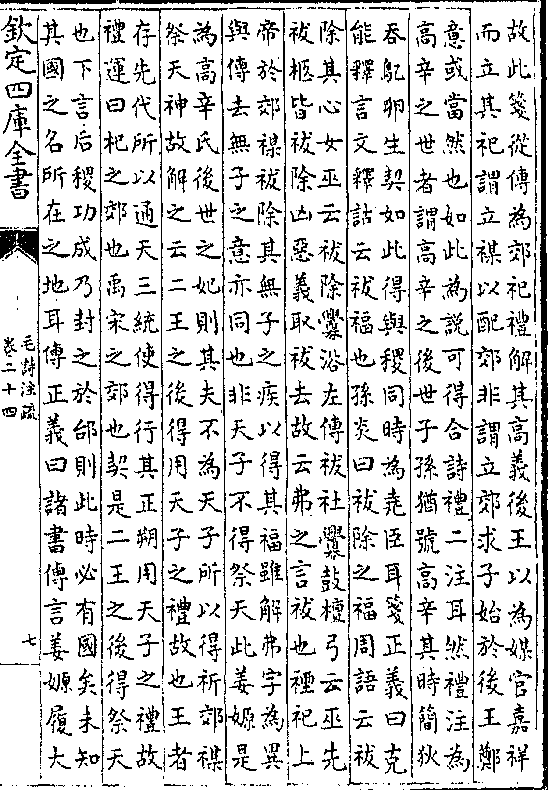 故此箋從傳為郊祀禮解其高義後王以為媒官嘉祥
而立其祀謂立禖以配郊非謂立郊求子始於後王鄭
意或當然也如此為說可得合詩禮二注耳然禮注為
高辛之世者謂高辛之後世子孫猶號高辛其時簡狄
吞鳦卵生契如此得與稷同時為堯臣耳箋正義曰克
能釋言文釋詁云祓福也孫炎曰祓除之福周語云祓
除其心女巫云祓除釁浴左傳祓社釁鼓檀弓云巫先
祓柩皆祓除凶惡義取祓去故云弗之言祓也禋祀上
帝於郊禖祓除其無子之疾以得其福雖解弗字為異
與傳去無子之意亦同也非天子不得祭天此姜嫄是
為高辛氏後世之妃則其夫不為天子所以得祈郊禖
祭天神故解之云二王之後得用天子之禮故也王者
存先代所以通天三統使得行其正朔用天子之禮故
禮運曰杞之郊也禹宋之郊也契是二王之後得祭天
也下言后稷功成乃封之於邰則此時必有國矣未知
其國之名所在之地耳傳正義曰諸書傳言姜嫄履大
欽定四庫全書
毛詩注疏
卷二十四
七